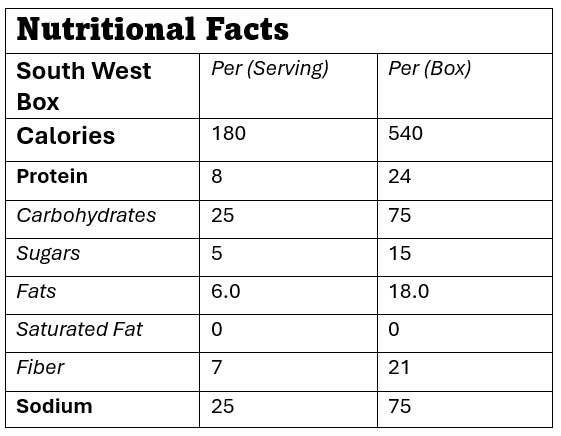 Nutritional Facts
South West Per (Serving) Per (Box)
Box
Calories 180 540
Protein 8 24
Carbohydrates 25 75
Sugars 5 15
Fats 6.0 18.0
Saturated Fat 0 0
Fiber 7 21
Sodium 25 75